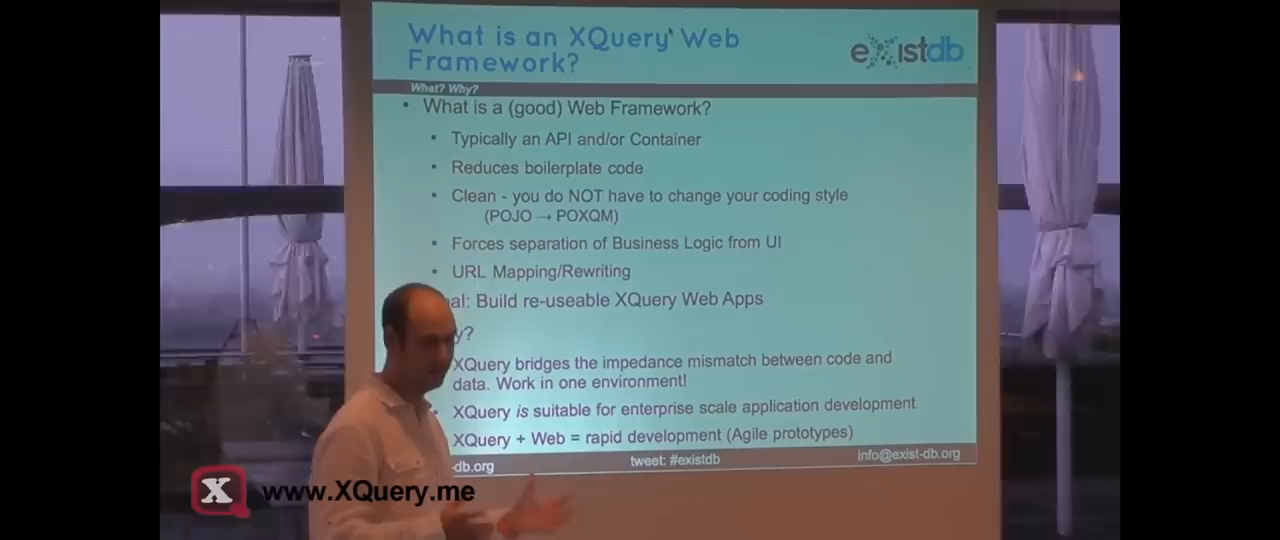 What is an XQuery Web
Framework?
eXistdb
What? Why?
• What is a (good) Web Framework?
• Typically an API and/or Container
• Reduces boilerplate code
• Clean - you do NOT have to change your coding style
(POJO → POXQM)
• Forces separation of Business Logic from UI
• URL Mapping/Rewriting
al: Build re-useable XQuery Web Apps
y?
XQuery bridges the impedance mismatch between code and
data. Work in one environment!
• XQuery is suitable for enterprise scale application development
XQuery + Web = rapid development (Agile prototypes)
-db.org
tweet: #existdb
info@exist-db.org
X
www.XQuery.me